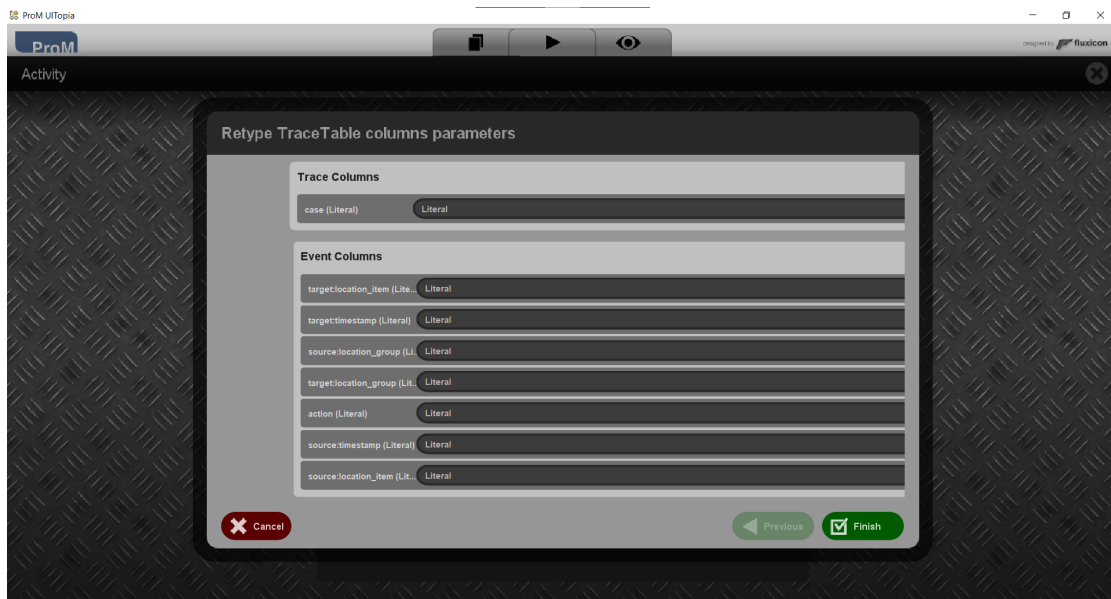 ProM UITopia
ProM
designed by fluxicon
Activity
Retype TraceTable columns parameters
Trace Columns
case (Literal) Literal
Event Columns
target:location_item (Lite... Literal
target:timestamp (Literal) Literal
source:location_group (Li... Literal
target:location_group (Lit... Literal
action (Literal) Literal
source:timestamp (Literal) Literal
source:location_item (Lit... Literal
Cancel
Previous
Finish